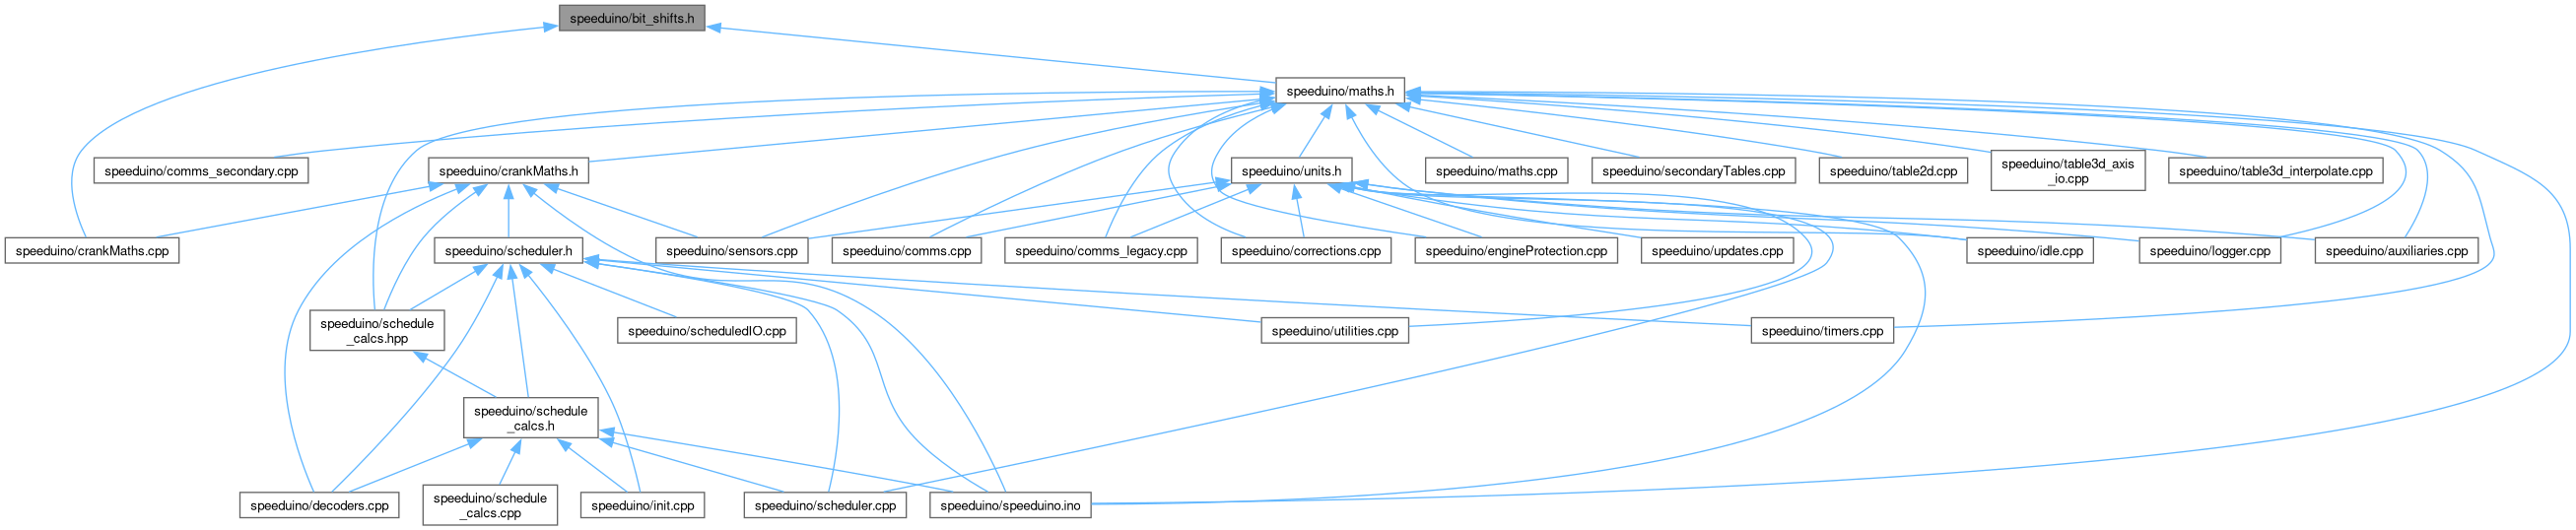 speeduino/bit_shifts.h
speeduino/maths.h
speeduino/comms_secondary.cpp
speeduino/crankMaths.h
speeduino/units.h
speeduino/maths.cpp
speeduino/secondaryTables.cpp
speeduino/table2d.cpp
speeduino/table3d_axis
_io.cpp
speeduino/table3d_interpolate.cpp
speeduino/crankMaths.cpp
speeduino/scheduler.h
speeduino/sensors.cpp
speeduino/comms.cpp
speeduino/comms_legacy.cpp
speeduino/corrections.cpp
speeduino/engineProtection.cpp
speeduino/updates.cpp
speeduino/idle.cpp
speeduino/logger.cpp
speeduino/auxiliaries.cpp
speeduino/schedule
_calcs.hpp
speeduino/scheduledIO.cpp
speeduino/utilities.cpp
speeduino/timers.cpp
speeduino/schedule
_calcs.h
speeduino/decoders.cpp
speeduino/schedule
_calcs.cpp
speeduino/init.cpp
speeduino/scheduler.cpp
speeduino/speeduino.ino